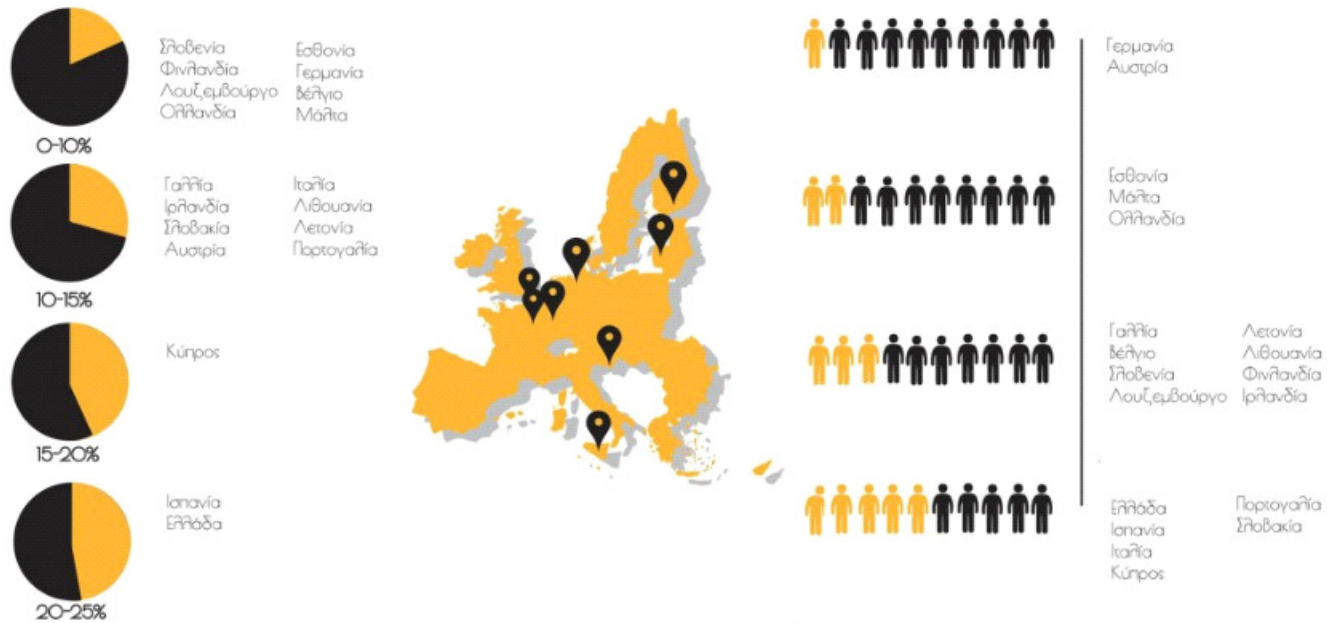 Σλοβενία
Φινλανδία
Λουξεμβούργο
Ολλανδία
Εσθονία
Γερμανία
Βέλγιο
Μάλτα
0-10%
Γαλλία
Ιρλανδία
Σλοβακία
Αυστρία
Ιταλία
Λιθουανία
Λετονία
Πορτογαλία
10-15%
Κύπρος
15-20%
Ισπανία
Ελλάδα
20-25%
Γερμανία
Αυστρία
Εσθονία
Μάλτα
Ολλανδία
Γαλλία
Βέλγιο
Σλοβενία
Λουξεμβούργο
Λετονία
Λιθουανία
Φινλανδία
Ιρλανδία
Ελλάδα
Ισπανία
Ιταλία
Κύπρος
Πορτογαλία
Σλοβακία